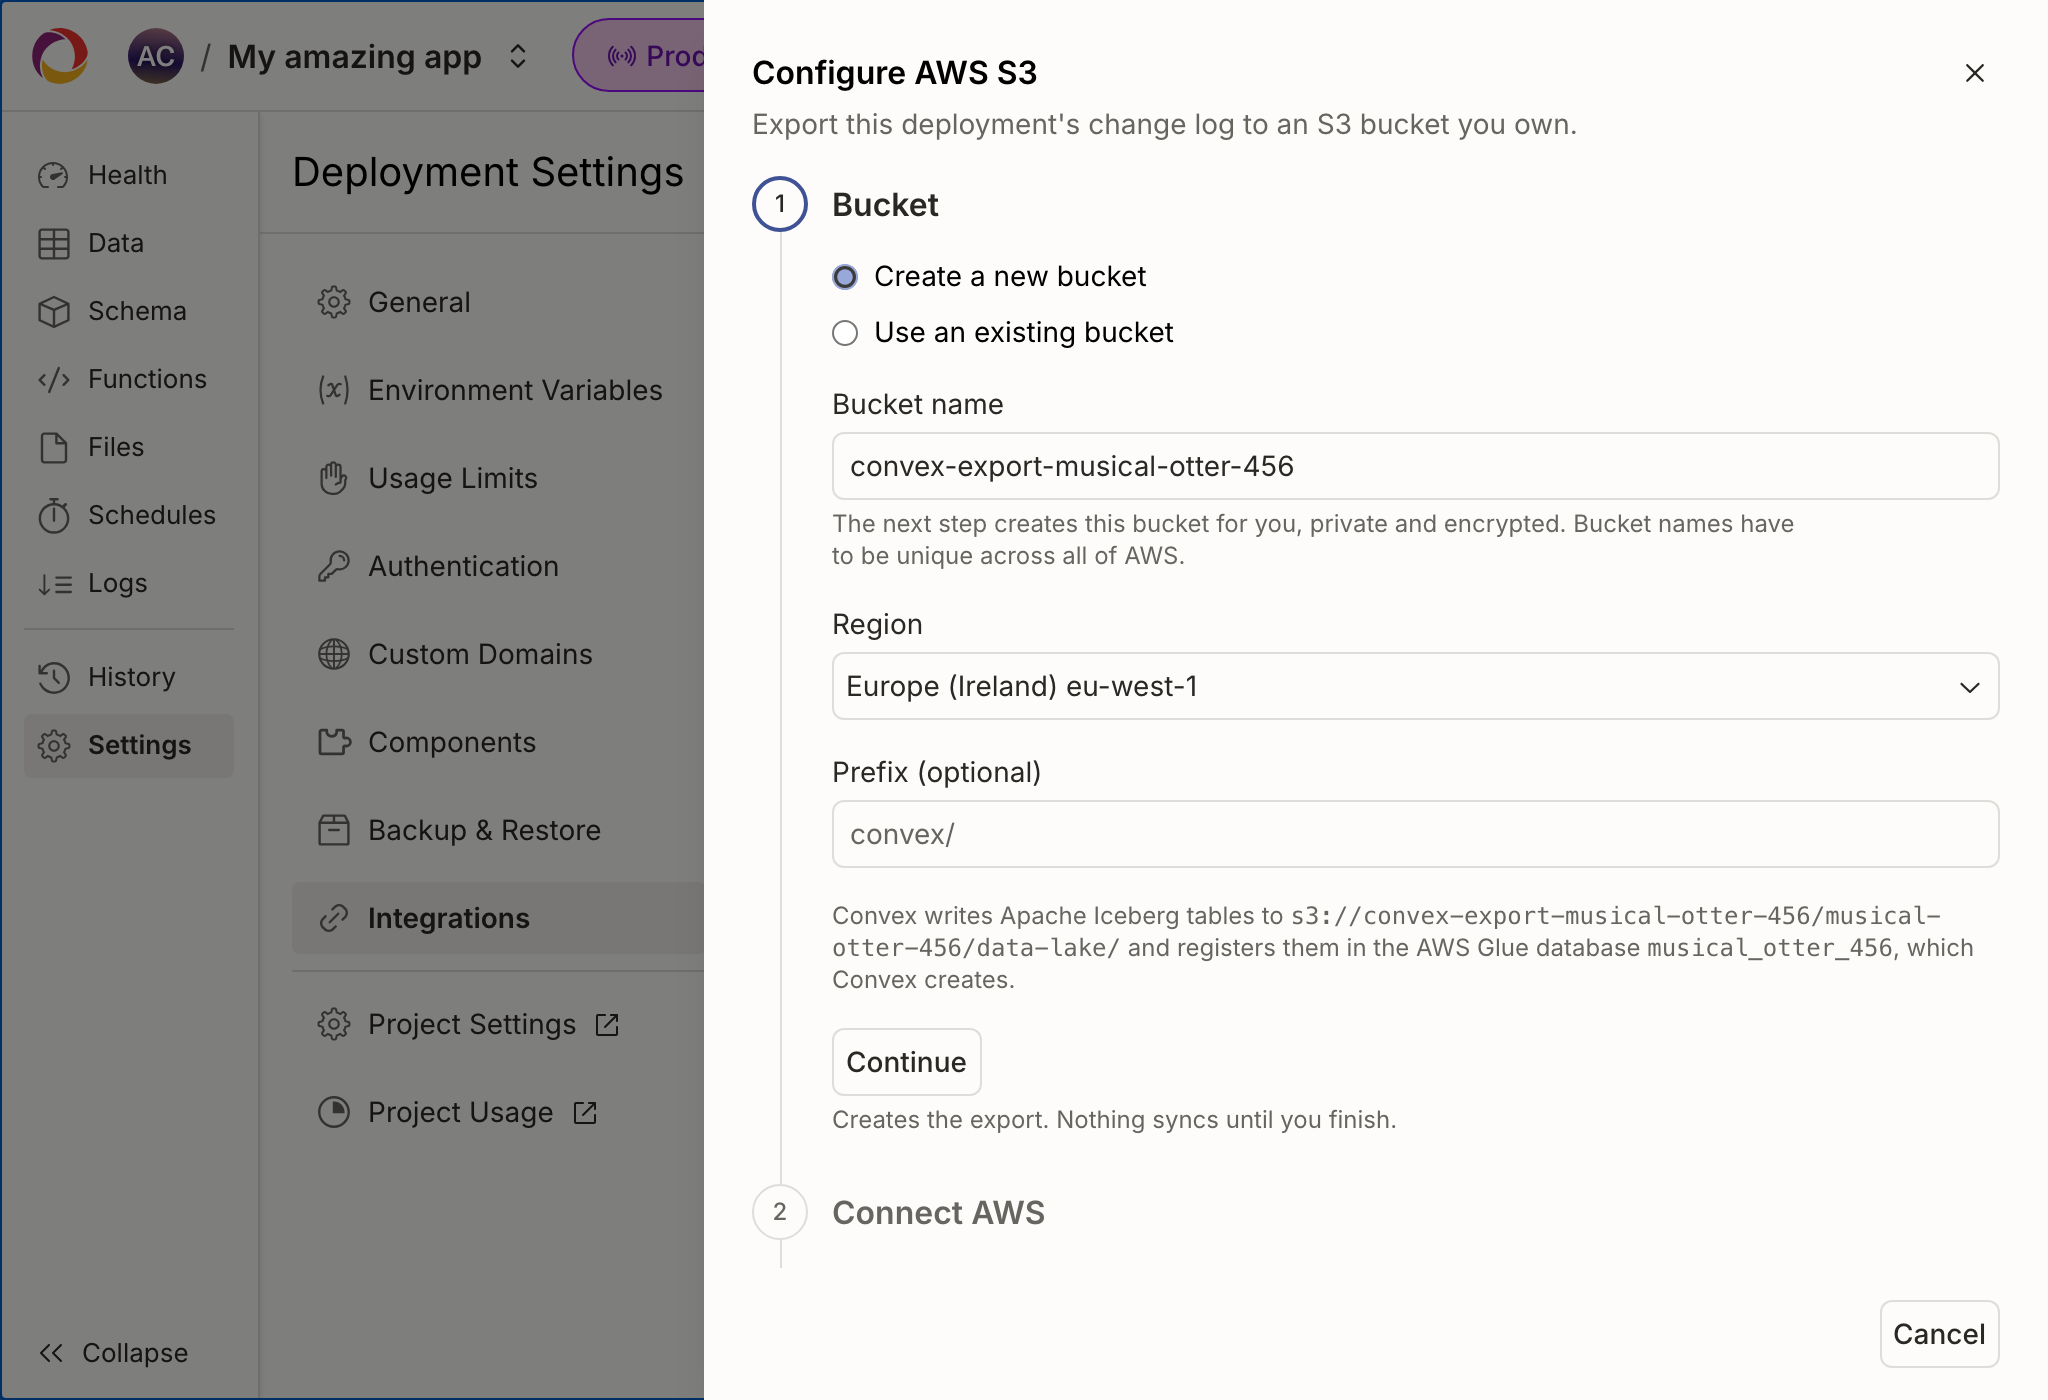 AC / My amazing app
Health
Data
Schema
Functions
Files
Schedules
Logs
History
Settings
Collapse
Deployment Settings
General
Environment Variables
Usage Limits
Authentication
Custom Domains
Components
Backup & Restore
Integrations
Project Settings
Project Usage
Configure AWS S3
Export this deployment's change log to an S3 bucket you own.
1 Bucket
Create a new bucket
Use an existing bucket
Bucket name
convex-export-musical-otter-456
The next step creates this bucket for you, private and encrypted. Bucket names have
to be unique across all of AWS.
Region
Europe (Ireland) eu-west-1
Prefix (optional)
convex/
Convex writes Apache Iceberg tables to s3://convex-export-musical-otter-456/musical-
otter-456/data-lake/ and registers them in the AWS Glue database musical_otter_456, which
Convex creates.
Continue
Creates the export. Nothing syncs until you finish.
2 Connect AWS
Cancel